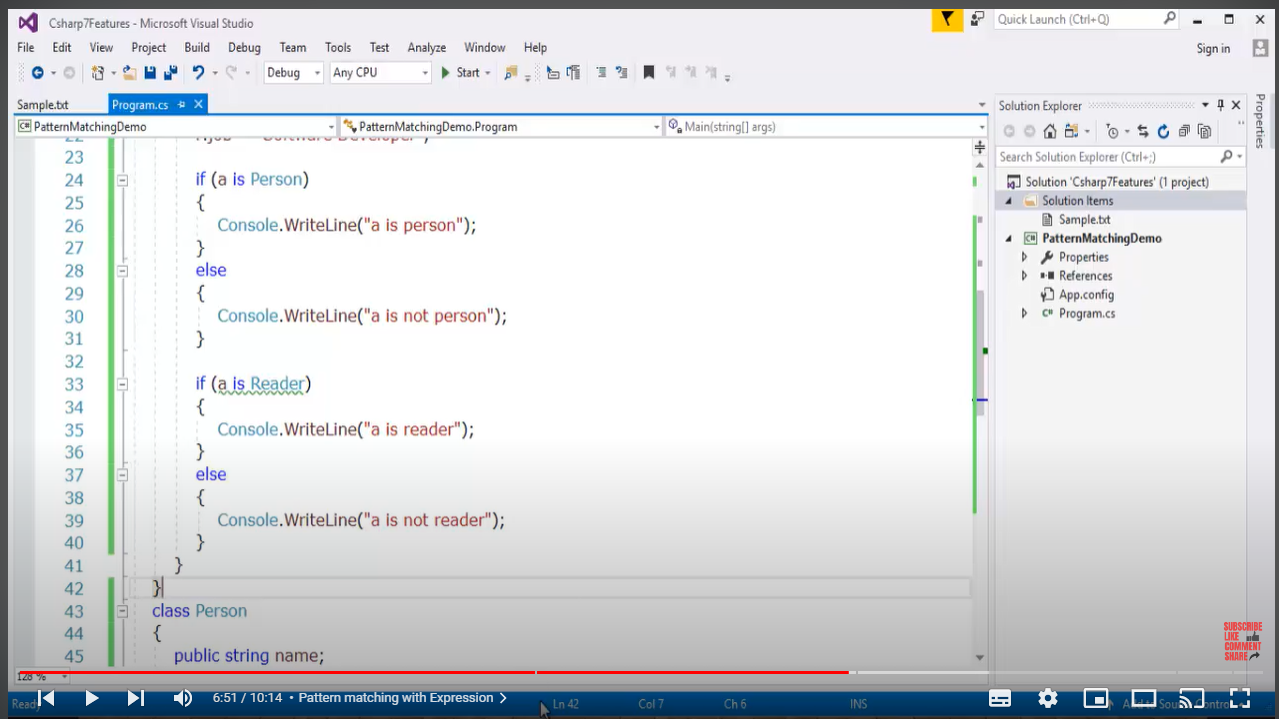 Csharp7Features - Microsoft Visual Studio
Quick Launch (Ctrl+Q)
File Edit View Project Build Debug Team Tools Test Analyze Window Help
Sign in
Debug Any CPU Start
Sample.txt Program.cs
PatternMatchingDemo PatternMatchingDemo.Program Main(string[] args)
22
23
24 if (a is Person)
25 {
26 Console.WriteLine("a is person");
27 }
28 else
29 {
30 Console.WriteLine("a is not person");
31 }
32
33 if (a is Reader)
34 {
35 Console.WriteLine("a is reader");
36 }
37 else
38 {
39 Console.WriteLine("a is not reader");
40 }
41 }
42 }
43 class Person
44 {
45 public string name;
128 %
Solution Explorer
Search Solution Explorer (Ctrl+;)
Solution 'Csharp7Features' (1 project)
Solution Items
Sample.txt
PatternMatchingDemo
Properties
References
App.config
Program.cs
Properties
SUBSCRIBE
LIKE
COMMENT
SHARE
Ready
6:51 / 10:14 • Pattern matching with Expression
Ln 42 Col 7 Ch 6 INS
Add to Source Control